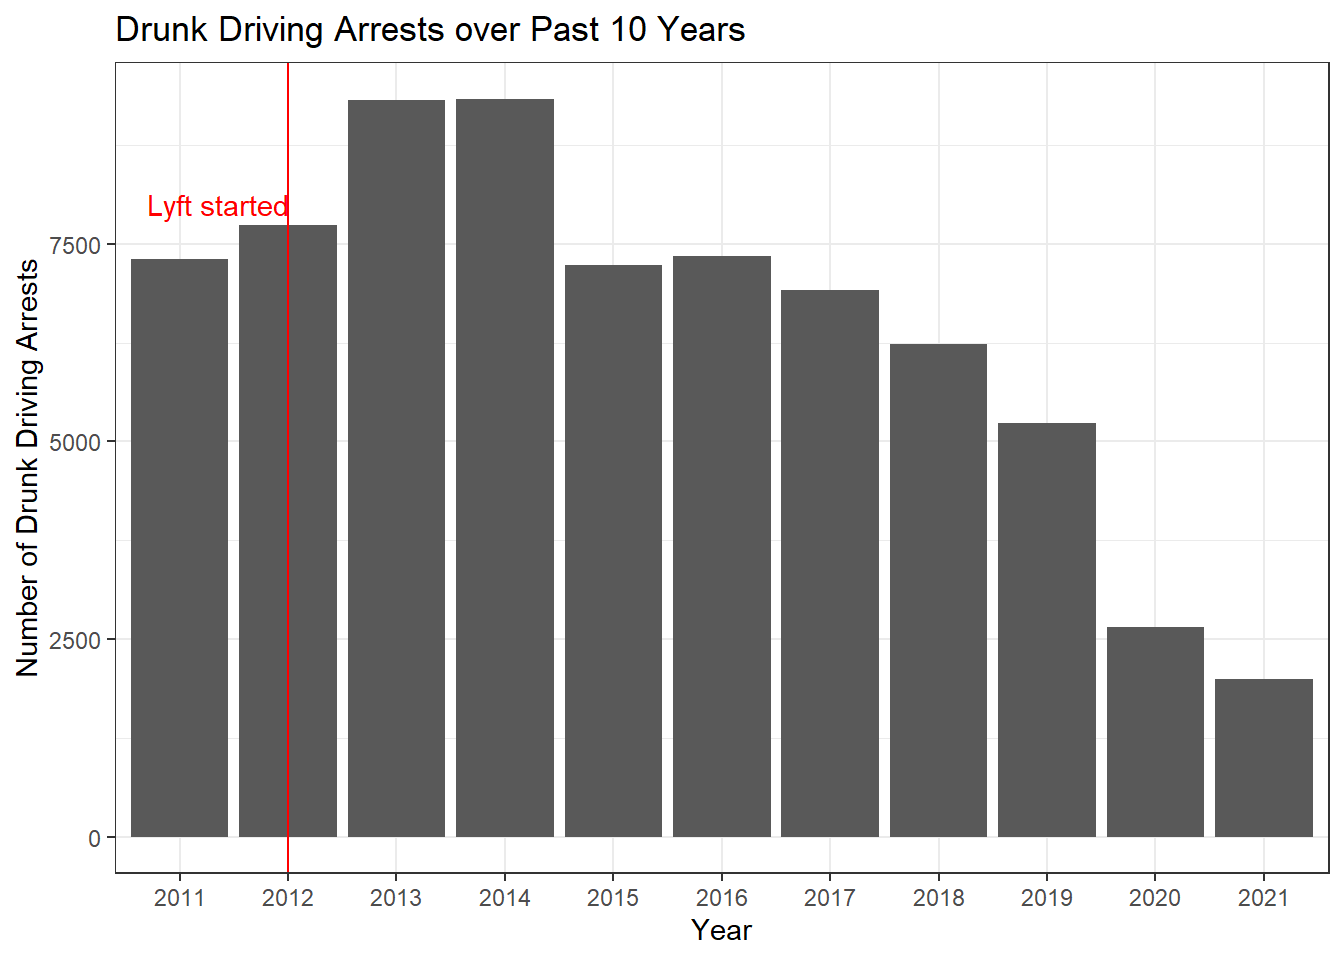 Drunk Driving Arrests over Past 10 Years
Number of Drunk Driving Arrests
7500
5000
2500
0
Lyft started
2011 2012 2013 2014 2015 2016 2017 2018 2019 2020 2021
Year